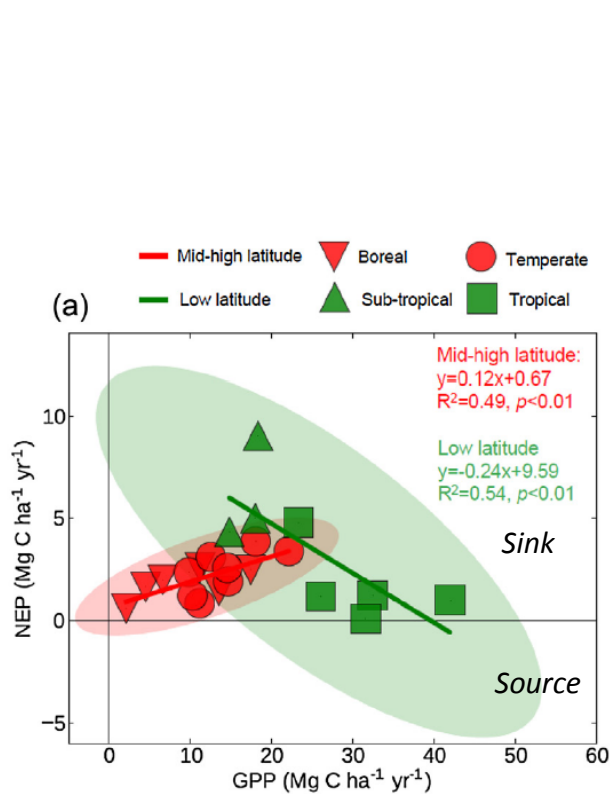 Mid-high latitude Boreal Temperate
Low latitude Sub-tropical Tropical
(a)
Mid-high latitude:
y=0.12x+0.67
R²=0.49, p<0.01
Low latitude
y=-0.24x+9.59
R²=0.54, p<0.01
Sink
Source
10
5
0
−5
NEP (Mg C ha⁻¹ yr⁻¹)
0 10 20 30 40 50 60
GPP (Mg C ha⁻¹ yr⁻¹)